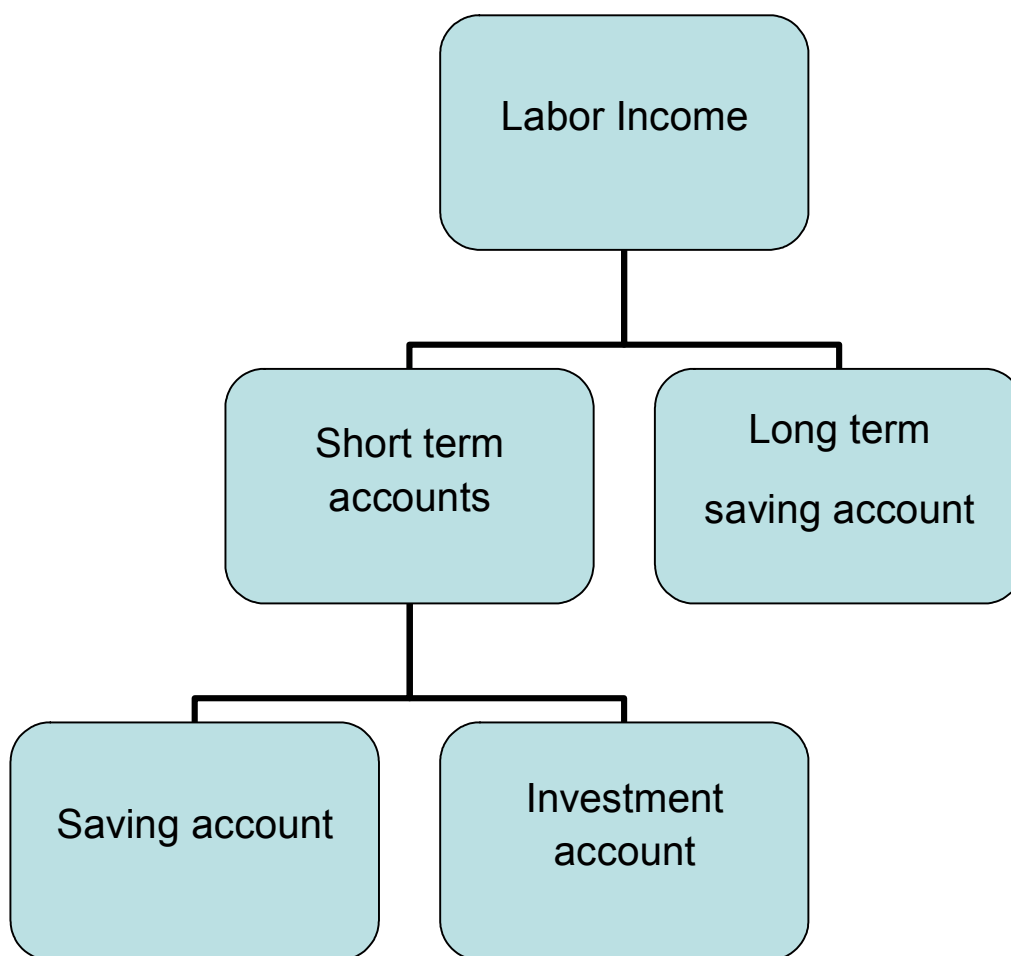 Labor Income
Short term
accounts
Long term
saving account
Saving account
Investment
account